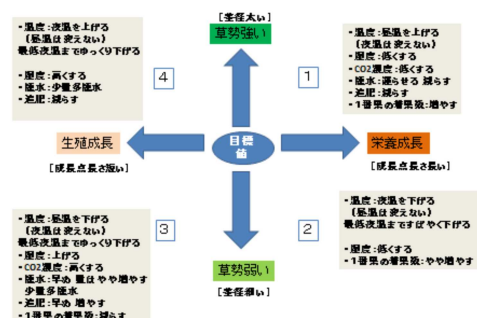 [茎径太い]
草勢強い
・温度:夜温を上げる
(昼温は変えない)
最低夜温までゆっくり下げる
・湿度:高くする
・灌水:少量多灌水
・追肥:減らす
4
1
・温度:昼温を上げる
(夜温は変えない)
・湿度:低くする
・CO2濃度:低くする
・灌水:遅らせる 減らす
・追肥:減らす
・1番果の着果数:増やす
生殖成長
[成長点長さ短い]
目標
値
栄養成長
[成長点長さ長い]
・温度:昼温を下げる
(夜温は変えない)
最低夜温までゆっくり下げる
・湿度:上げる
・CO2濃度:高くする
・灌水:早め 量はやや増やす
少量多灌水
・追肥:早め 増やす
・1番果の着果数:減らす
3
2
・温度:夜温を下げる
(昼温は変えない)
最低夜温まですばやく下げる
・湿度:低くする
・1番果の着果数:やや増やす
草勢弱い
[茎径細い]